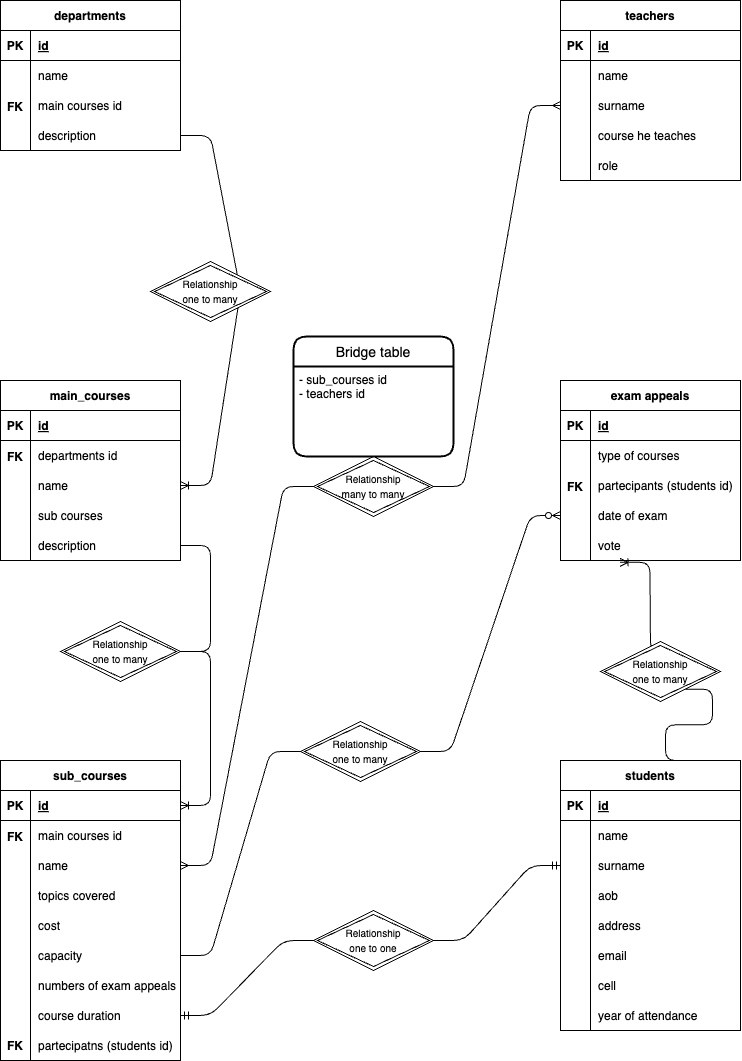 departments
PK id
name
FK main courses id
description
teachers
PK id
name
surname
course he teaches
role
Relationship
one to many
Bridge table
- sub_courses id
- teachers id
main_courses
PK id
FK departments id
name
sub courses
description
exam appeals
PK id
type of courses
FK partecipants (students id)
date of exam
vote
Relationship
many to many
Relationship
one to many
Relationship
one to many
Relationship
one to many
sub_courses
PK id
FK main courses id
name
topics covered
cost
capacity
numbers of exam appeals
course duration
FK partecipatns (students id)
students
PK id
name
surname
aob
address
email
cell
year of attendance
Relationship
one to one